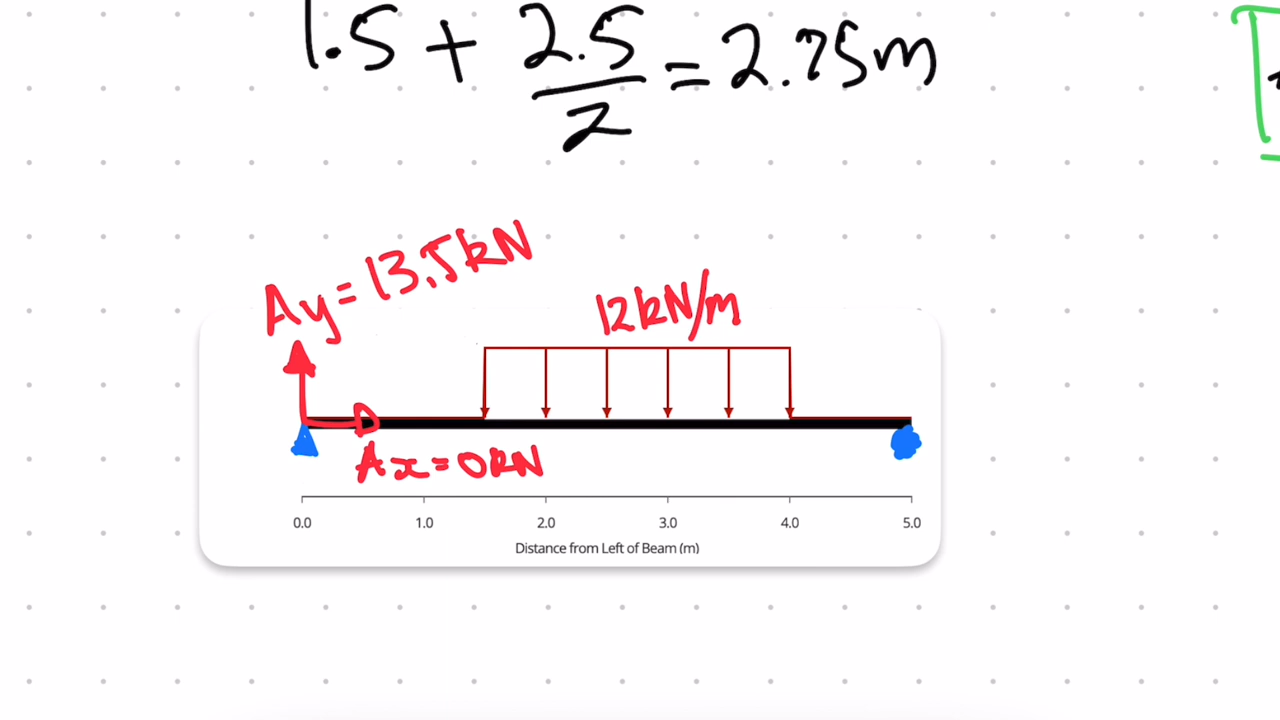 1.5 + 2.5/2 = 2.75m
Ay = 13.5kN
12kN/m
Ax = 0kN
0.0 1.0 2.0 3.0 4.0 5.0
Distance from Left of Beam (m)